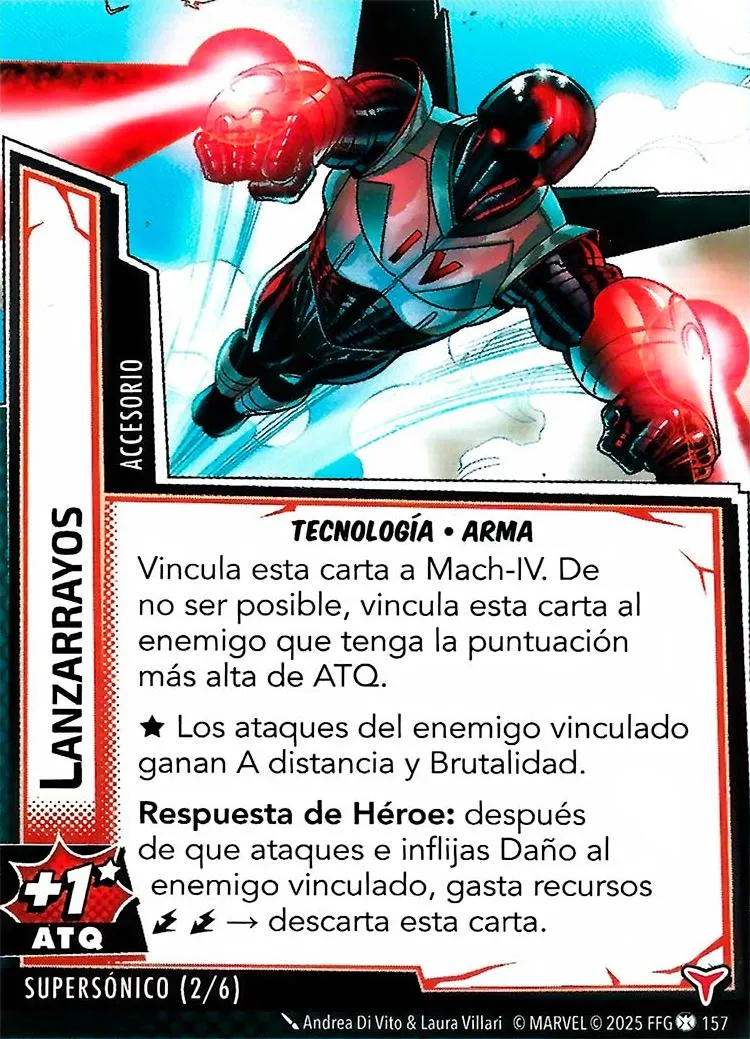 IV
ACCESORIO
LANZARRAYOS
TECNOLOGÍA • ARMA
Vincula esta carta a Mach-IV. De
no ser posible, vincula esta carta al
enemigo que tenga la puntuación
más alta de ATQ.
★ Los ataques del enemigo vinculado
ganan A distancia y Brutalidad.
Respuesta de Héroe: después
de que ataques e inflijas Daño al
enemigo vinculado, gasta recursos
→ descarta esta carta.
+1★
ATQ
SUPERSÓNICO (2/6)
Andrea Di Vito & Laura Villari © MARVEL © 2025 FFG 157